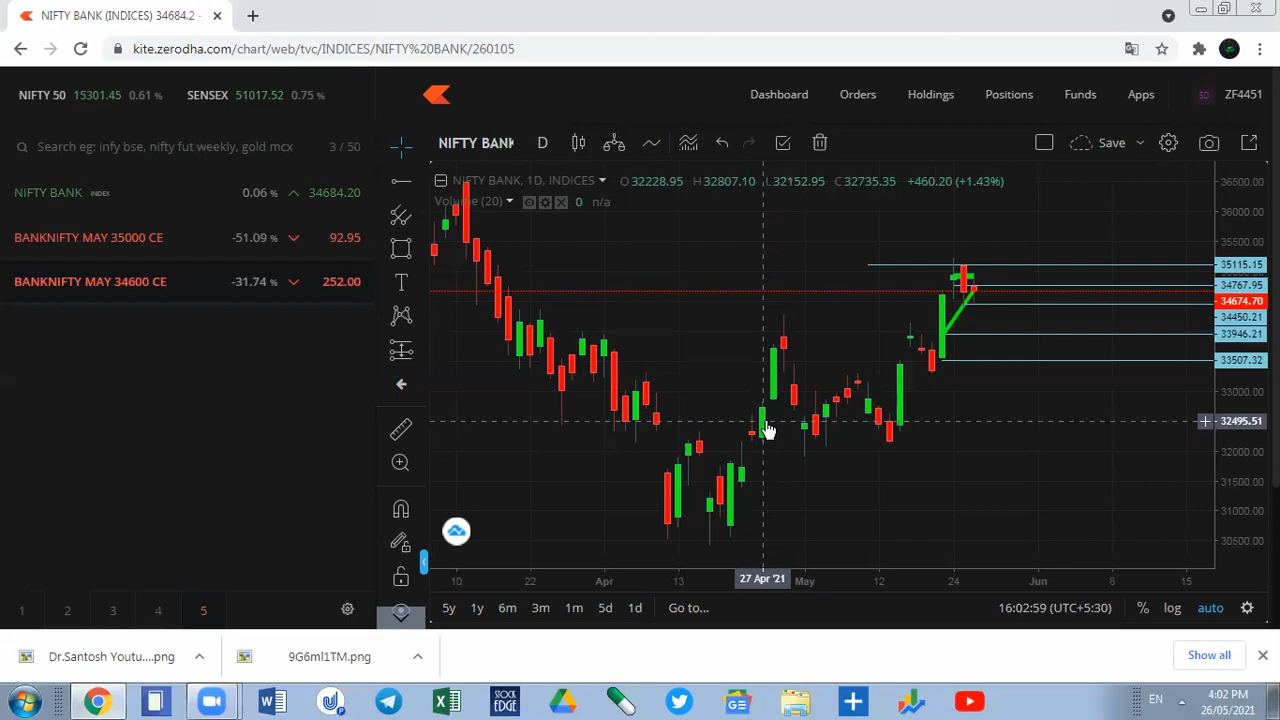 NIFTY BANK (INDICES) 34684.2 -
kite.zerodha.com/chart/web/tvc/INDICES/NIFTY%20BANK/260105
NIFTY 50 15301.45 0.61 % SENSEX 51017.52 0.75 %
Dashboard Orders Holdings Positions Funds Apps SD ZF4451
Search eg: infy bse, nifty fut weekly, gold mcx 3 / 50
NIFTY BANK D Save
NIFTY BANK INDEX 0.06 % 34684.20
BANKNIFTY MAY 35000 CE -51.09 % 92.95
BANKNIFTY MAY 34600 CE -31.74 % 252.00
NIFTY BANK, 1D, INDICES O32228.95 H32807.10 L32152.95 C32735.35 +460.20 (+1.43%)
Volume (20) 0 n/a
36500.00
36000.00
35500.00
35115.15
34767.95
34674.70
34450.21
33946.21
33507.32
33000.00
32495.51
32000.00
31500.00
31000.00
30500.00
10 22 Apr 13 27 Apr '21 May 12 24 Jun 8 15
1 2 3 4 5
5y 1y 6m 3m 1m 5d 1d Go to... 16:02:59 (UTC+5:30) % log auto
Dr.Santosh Youtu....png 9G6ml1TM.png Show all
STOCK EDGE
EN 4:02 PM
26/05/2021